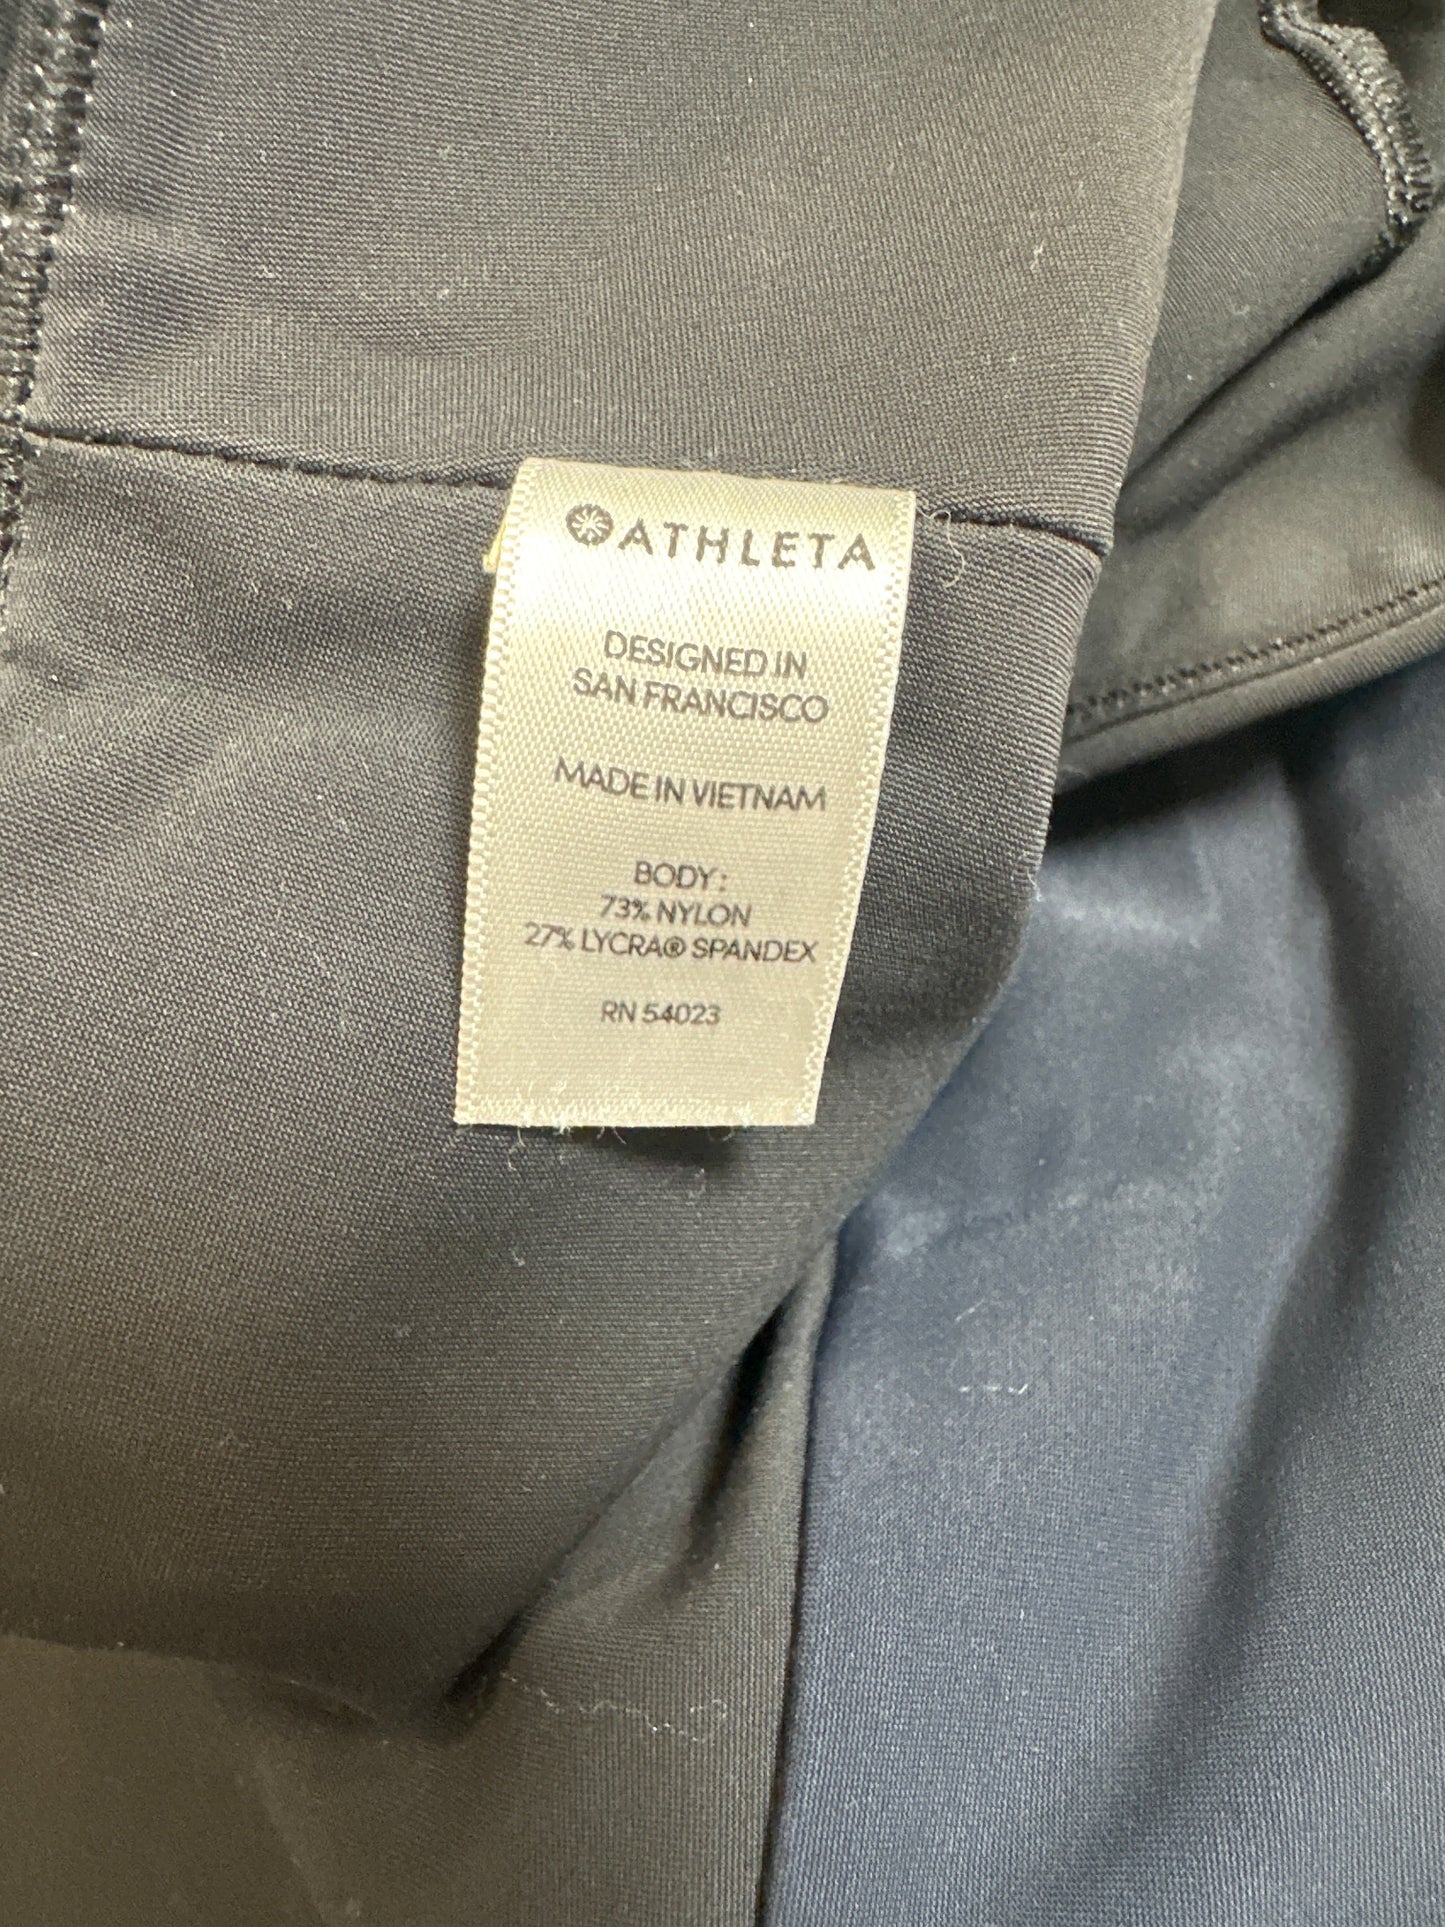 ATHLETA
DESIGNED IN
SAN FRANCISCO
MADE IN VIETNAM
BODY:
73% NYLON
27% LYCRA® SPANDEX
RN 54023